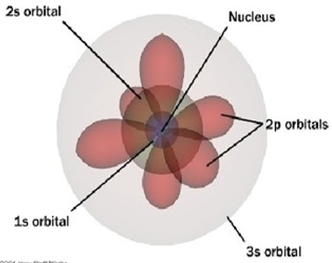 2s orbital
Nucleus
2p orbitals
1s orbital
3s orbital